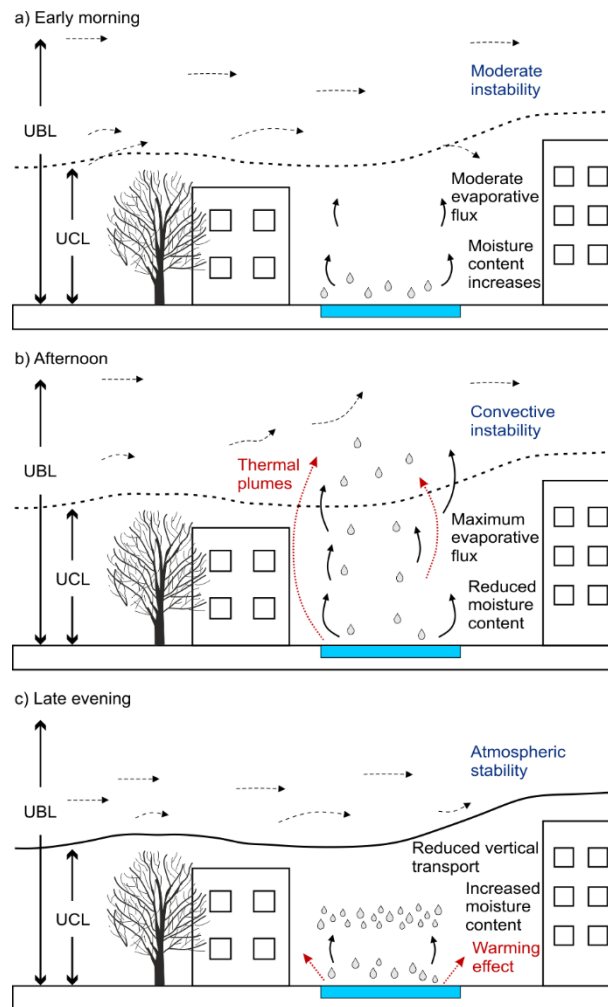 a) Early morning
Moderate
instability
UBL
Moderate
evaporative
flux
UCL
Moisture
content
increases
b) Afternoon
Convective
instability
UBL
Thermal
plumes
Maximum
evaporative
flux
UCL
Reduced
moisture
content
c) Late evening
Atmospheric
stability
UBL
Reduced vertical
transport
UCL
Increased
moisture
content
Warming
effect